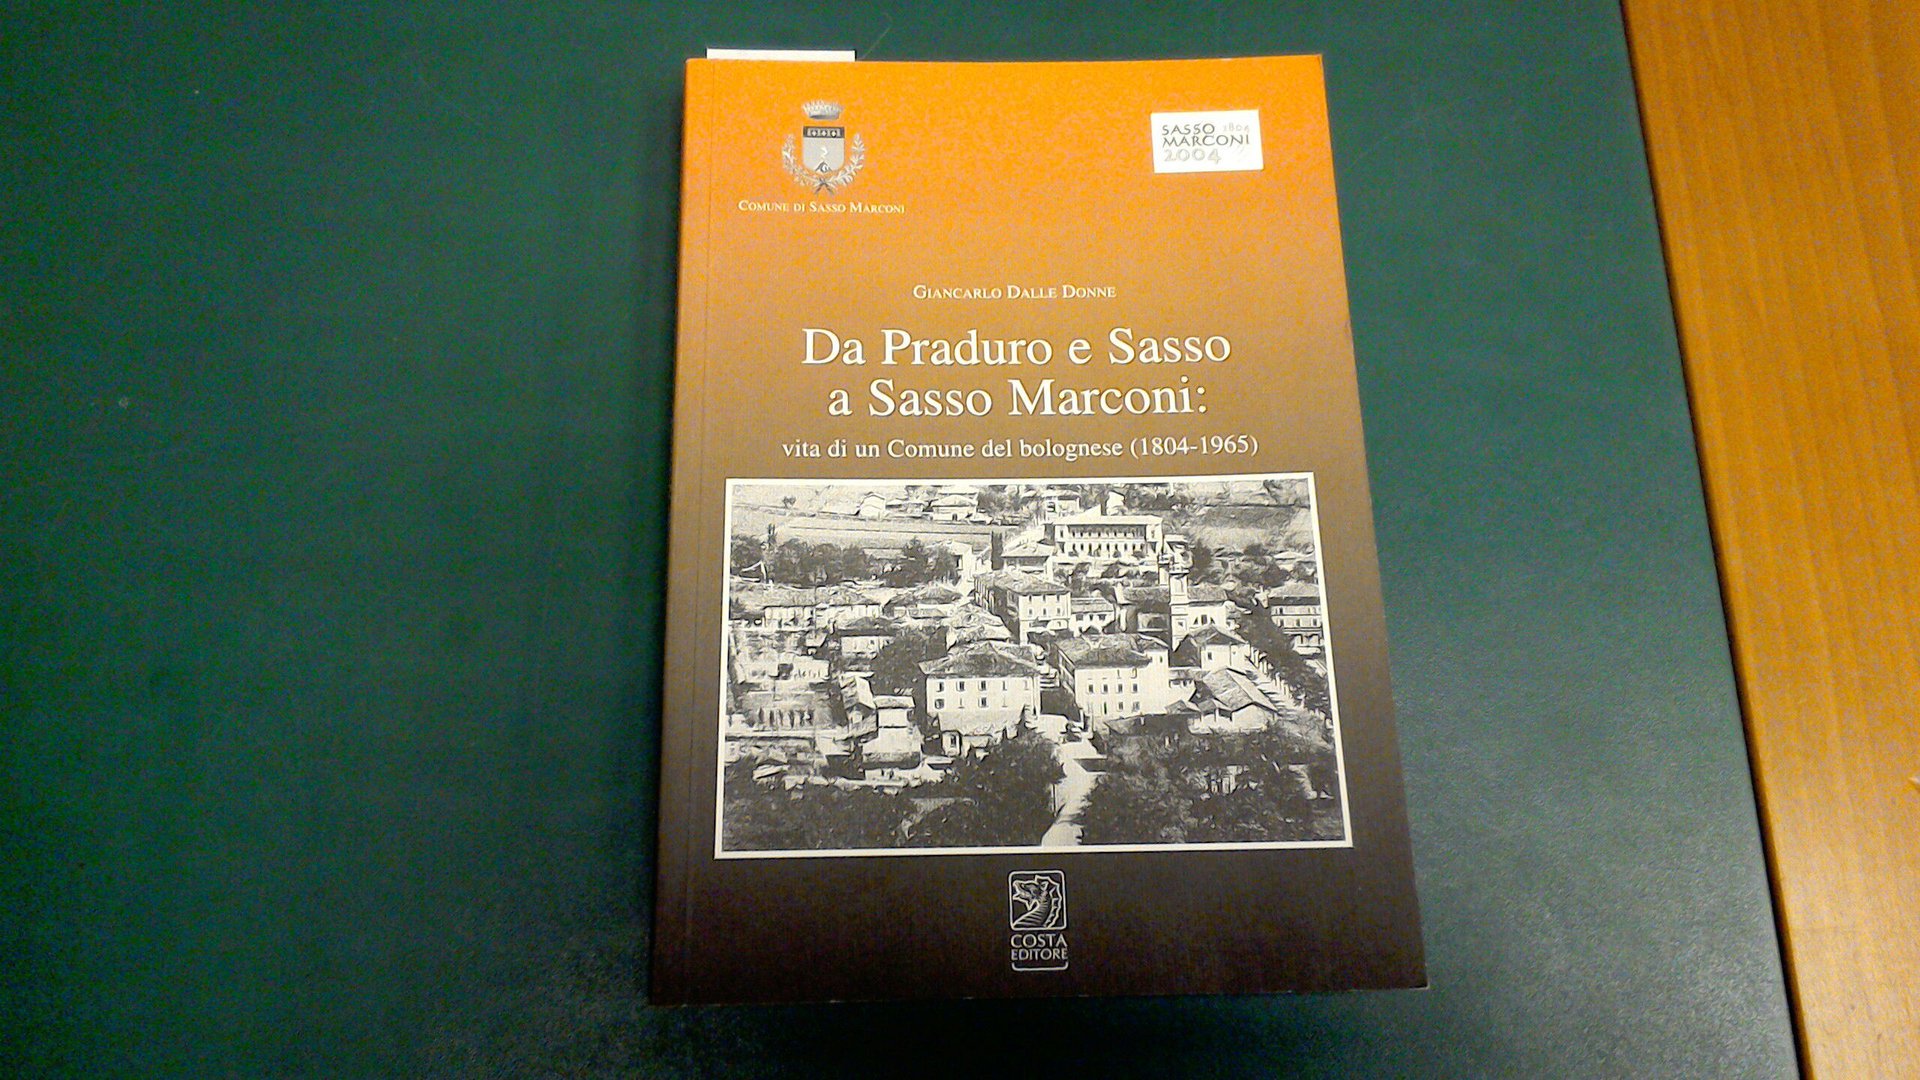 COMUNE DI SASSO MARCONI
SASSO 1804
MARCONI
2004
GIANCARLO DALLE DONNE
Da Praduro e Sasso
a Sasso Marconi:
vita di un Comune del bolognese (1804-1965)
COSTA
EDITORE